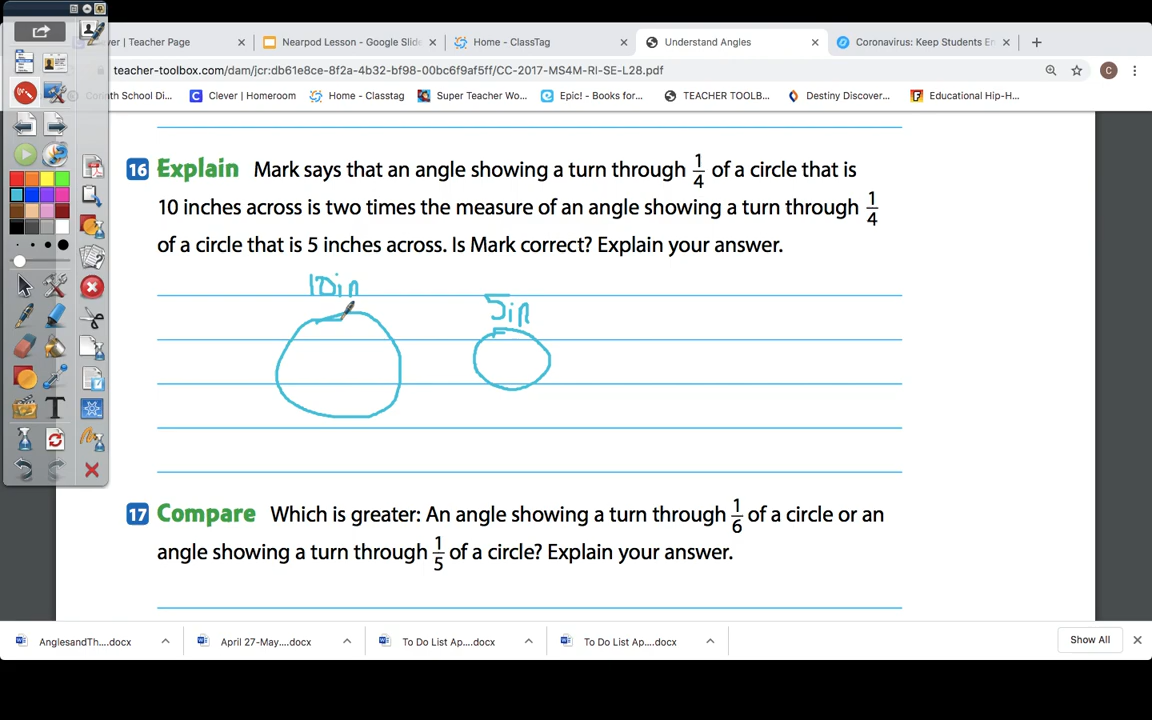 ver | Teacher Page
Nearpod Lesson - Google Slide
Home - ClassTag
Understand Angles
Coronavirus: Keep Students En
teacher-toolbox.com/dam/jcr:db61e8ce-8f2a-4b32-bf98-00bc6f9af5ff/CC-2017-MS4M-RI-SE-L28.pdf
C
th School Di...
Clever | Homeroom
Home - Classtag
Super Teacher Wo...
Epic! - Books for...
TEACHER TOOLB...
Destiny Discover...
Educational Hip-H...
16 Explain Mark says that an angle showing a turn through 1/4 of a circle that is
10 inches across is two times the measure of an angle showing a turn through 1/4
of a circle that is 5 inches across. Is Mark correct? Explain your answer.
10in
5in
17 Compare Which is greater: An angle showing a turn through 1/6 of a circle or an
angle showing a turn through 1/5 of a circle? Explain your answer.
AnglesandTh....docx
April 27-May....docx
To Do List Ap....docx
To Do List Ap....docx
Show All